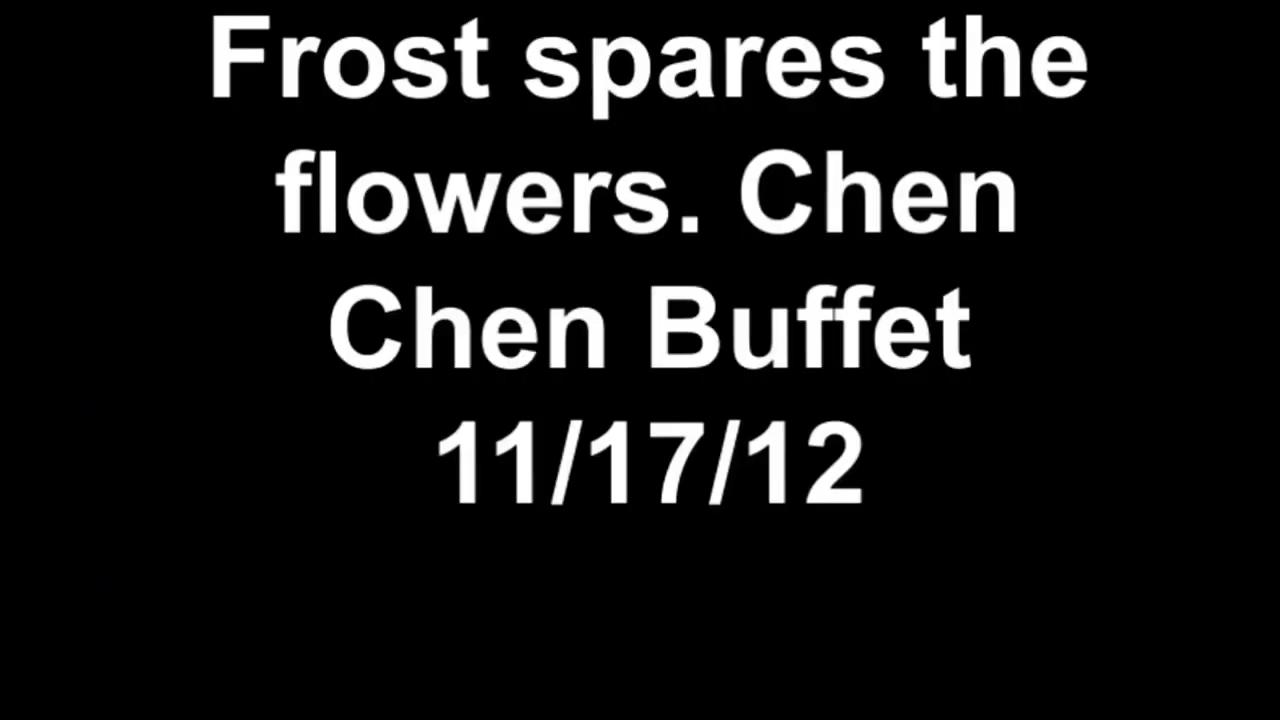 Frost spares the
flowers. Chen
Chen Buffet
11/17/12